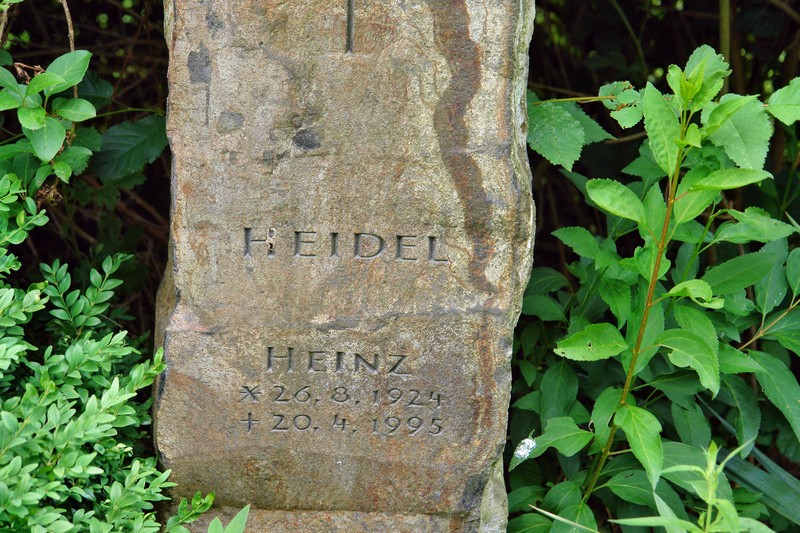 HEIDEL
HEINZ
* 26. 8. 1924
+ 20. 4. 1995